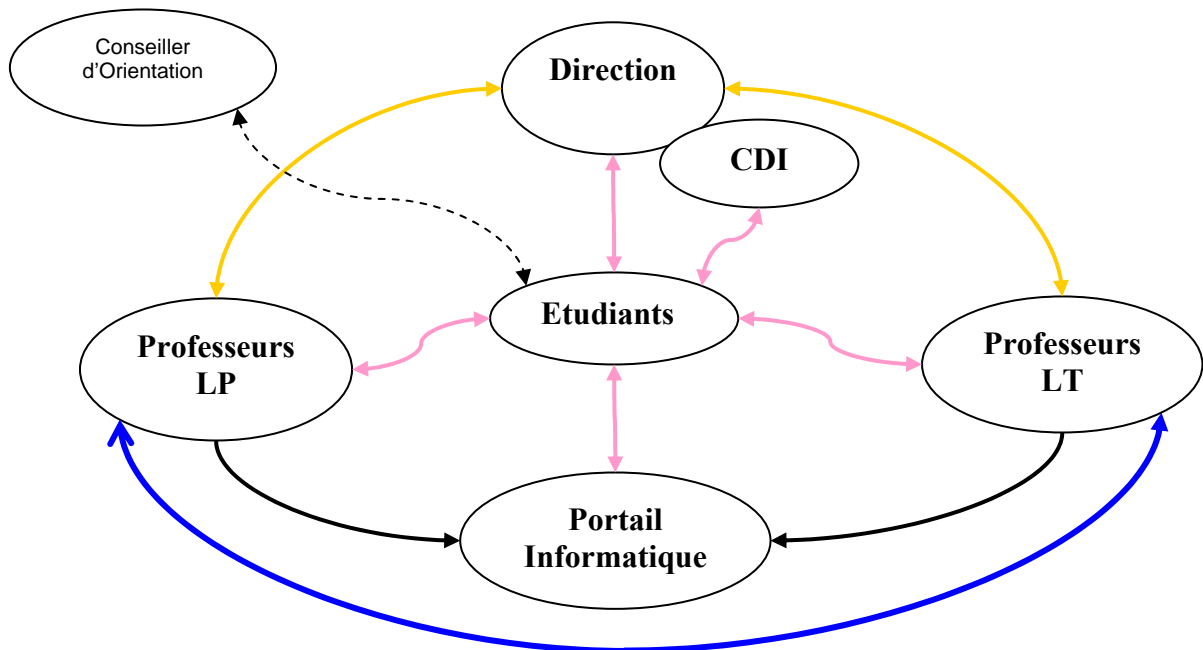 Conseiller
d'Orientation
Direction
CDI
Etudiants
Professeurs
LP
Professeurs
LT
Portail
Informatique